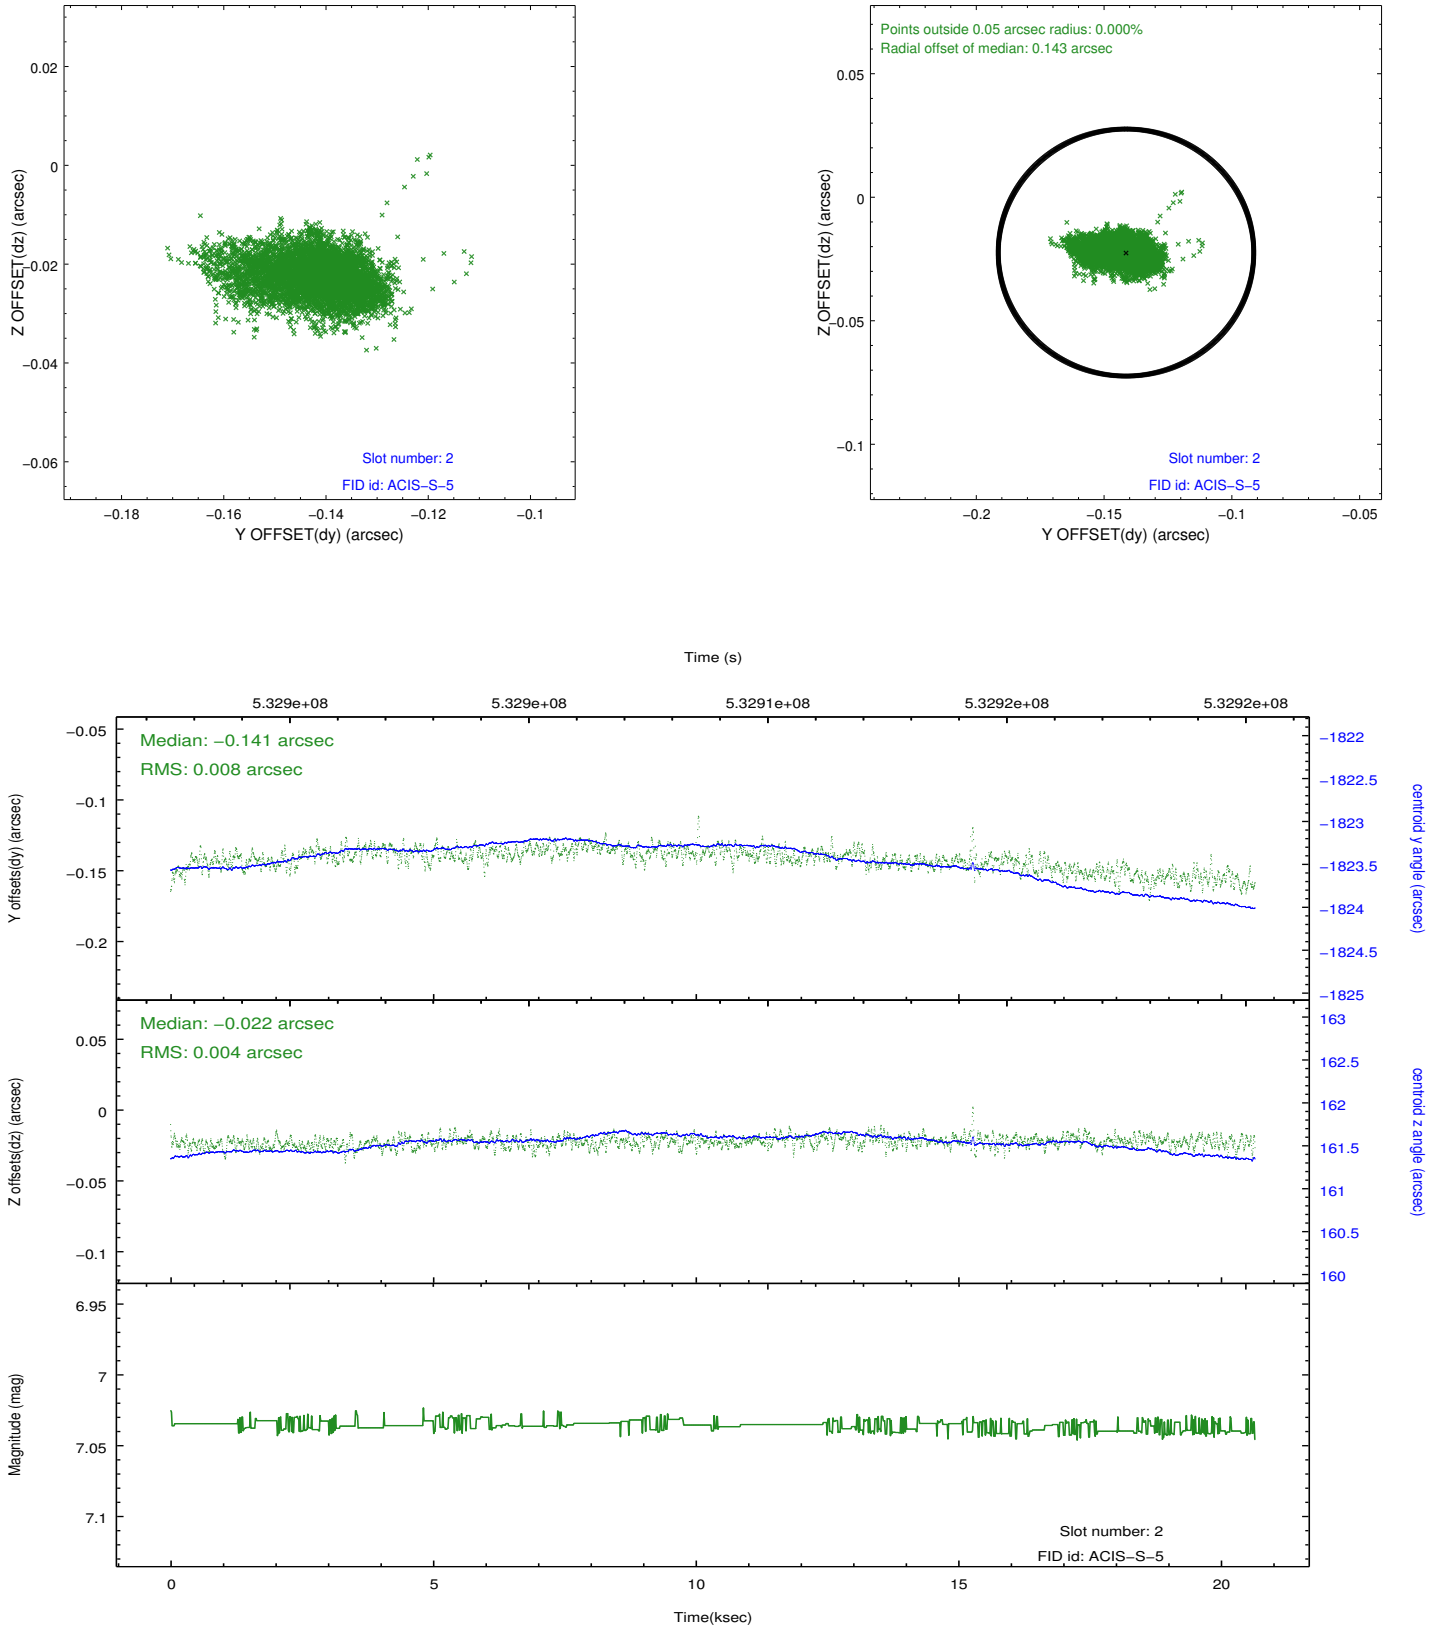 0.02
0
−0.02
−0.04
−0.06
Z OFFSET(dz) (arcsec)
Slot number: 2
FID id: ACIS−S−5
−0.18
−0.16
−0.14
−0.12
−0.1
Y OFFSET(dy) (arcsec)
Points outside 0.05 arcsec radius: 0.000%
Radial offset of median: 0.143 arcsec
0.05
0
−0.05
−0.1
Z OFFSET(dz) (arcsec)
Slot number: 2
FID id: ACIS−S−5
−0.2
−0.15
−0.1
−0.05
Y OFFSET(dy) (arcsec)
Time (s)
5.329e+08
5.329e+08
5.3291e+08
5.3292e+08
5.3292e+08
Median: −0.141 arcsec
RMS: 0.008 arcsec
−0.05
−0.1
−0.15
−0.2
Y offsets(dy) (arcsec)
−1822
−1822.5
−1823
−1823.5
−1824
−1824.5
−1825
centroid y angle (arcsec)
Median: −0.022 arcsec
RMS: 0.004 arcsec
0.05
0
−0.05
−0.1
Z offsets(dz) (arcsec)
163
162.5
162
161.5
161
160.5
160
centroid z angle (arcsec)
6.95
7
7.05
7.1
Magnitude (mag)
Slot number: 2
FID id: ACIS−S−5
0
5
10
15
20
Time(ksec)